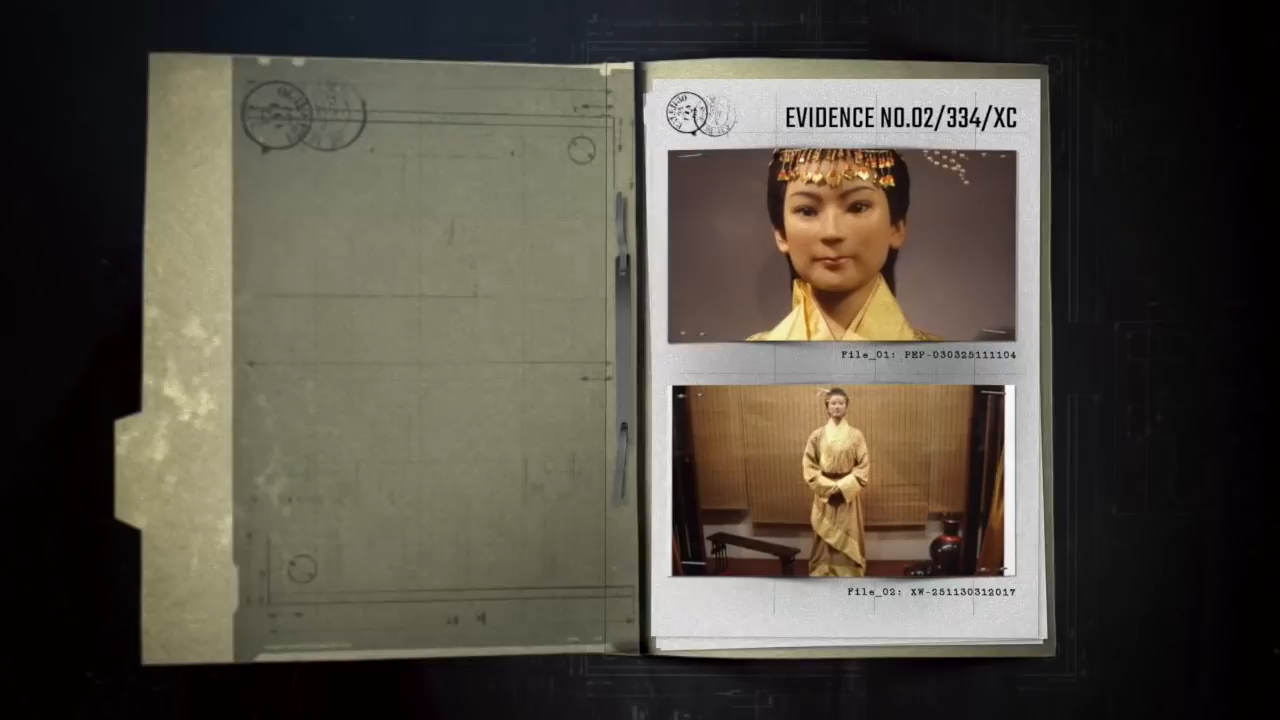 EVIDENCE NO.02/334/XC
File_01: PEP-030325111104
File_02: XW-251130312017